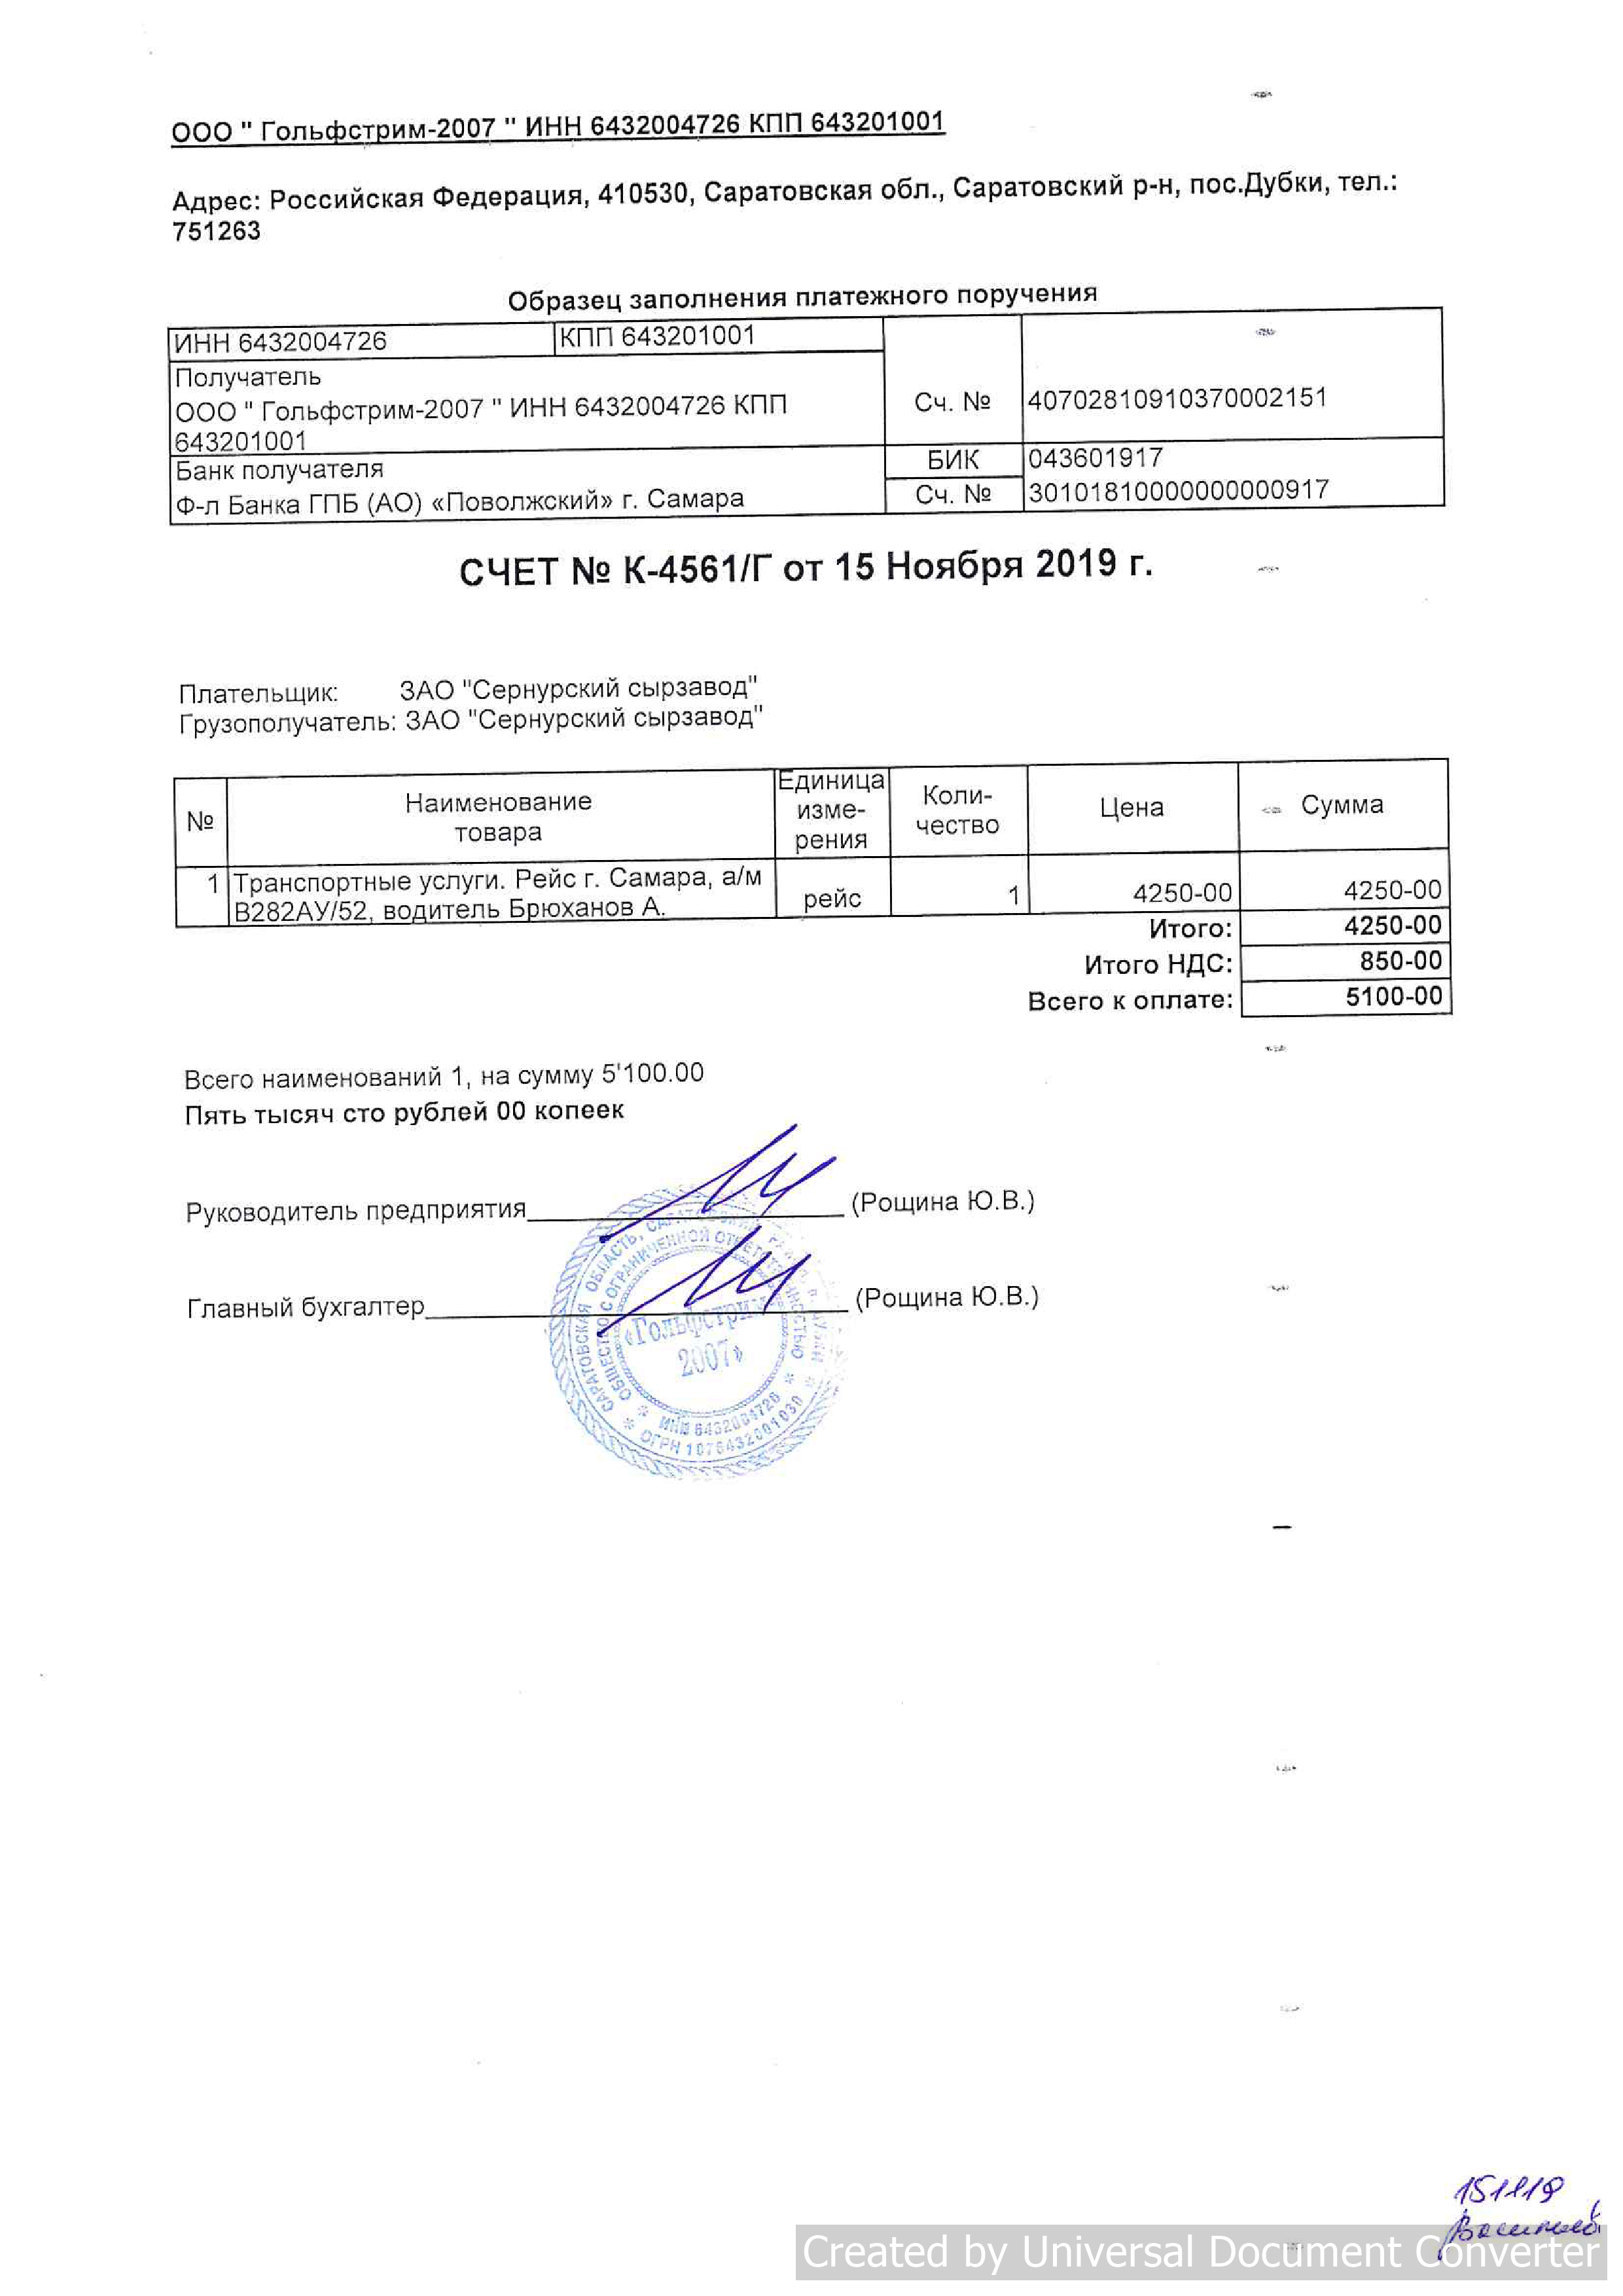 ООО " Гольфстрим-2007 " ИНН 6432004726 КПП 643201001
Адрес: Российская Федерация, 410530, Саратовская обл., Саратовский р-н, пос.Дубки, тел.:
751263
Образец заполнения платежного поручения
ИНН 6432004726 КПП 643201001
Получатель
ООО " Гольфстрим-2007 " ИНН 6432004726 КПП
643201001
Сч. № 40702810910370002151
Банк получателя
Ф-л Банка ГПБ (АО) «Поволжский» г. Самара
БИК 043601917
Сч. № 30101810000000000917
СЧЕТ № К-4561/Г от 15 Ноября 2019 г.
Плательщик: ЗАО "Сернурский сырзавод"
Грузополучатель: ЗАО "Сернурский сырзавод"
№
Наименование
товара
Единица
изме-
рения
Коли-
чество
Цена
Сумма
1 Транспортные услуги. Рейс г. Самара, а/м
В282АУ/52, водитель Брюханов А.
рейс 1 4250-00 4250-00
Итого: 4250-00
Итого НДС: 850-00
Всего к оплате: 5100-00
Всего наименований 1, на сумму 5'100.00
Пять тысяч сто рублей 00 копеек
Руководитель предприятия (Рощина Ю.В.)
Главный бухгалтер (Рощина Ю.В.)
САРАТОВСКАЯ ОБЛАСТЬ,
ОБЩЕСТВО С ОГРАНИЧЕННОЙ ОТВЕТСТВЕННОСТЬЮ
«Гольфстрим
2007»
ИНН 6432004726
ОГРН 1076432001030
151119
Created by Universal Document Converter